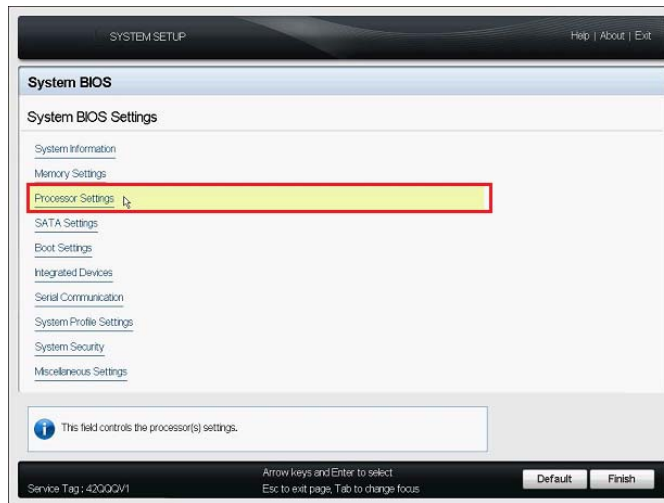 SYSTEM SETUP
Help | About | Exit
System BIOS
System BIOS Settings
System Information
Memory Settings
Processor Settings
SATA Settings
Boot Settings
Integrated Devices
Serial Communication
System Profile Settings
System Security
Miscellaneous Settings
This field controls the processor(s) settings.
Service Tag : 42QQQV1
Arrow keys and Enter to select
Esc to exit page, Tab to change focus
Default
Finish